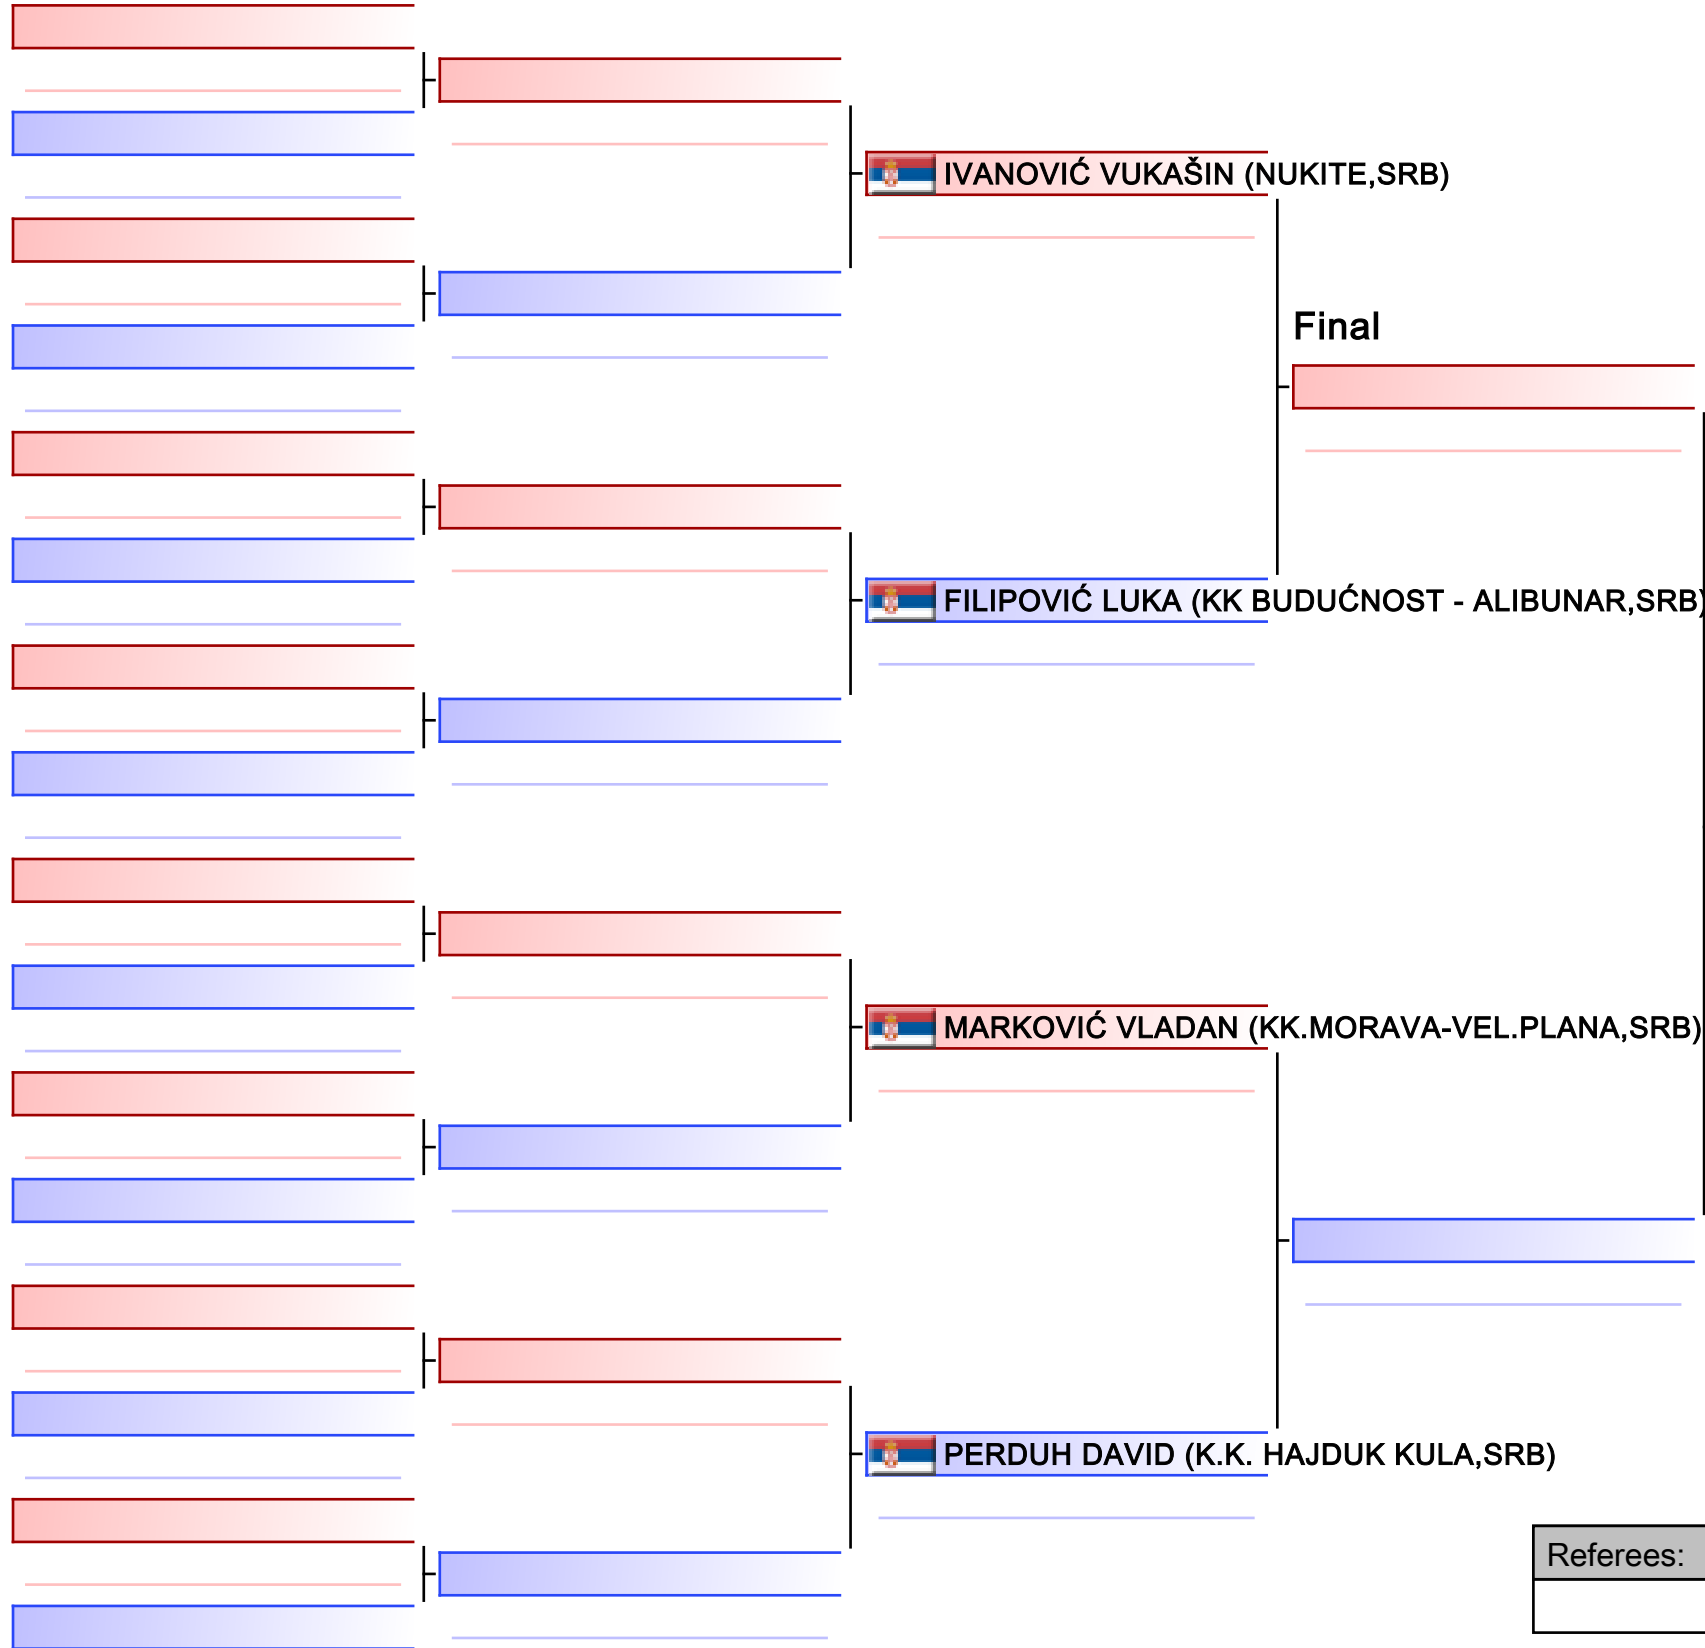 IVANOVIĆ VUKAŠIN (NUKITE,SRB)
Final
FILIPOVIĆ LUKA (KK BUDUĆNOST - ALIBUNAR,SRB)
MARKOVIĆ VLADAN (KK.MORAVA-VEL.PLANA,SRB)
PERDUH DAVID (K.K. HAJDUK KULA,SRB)
Referees: